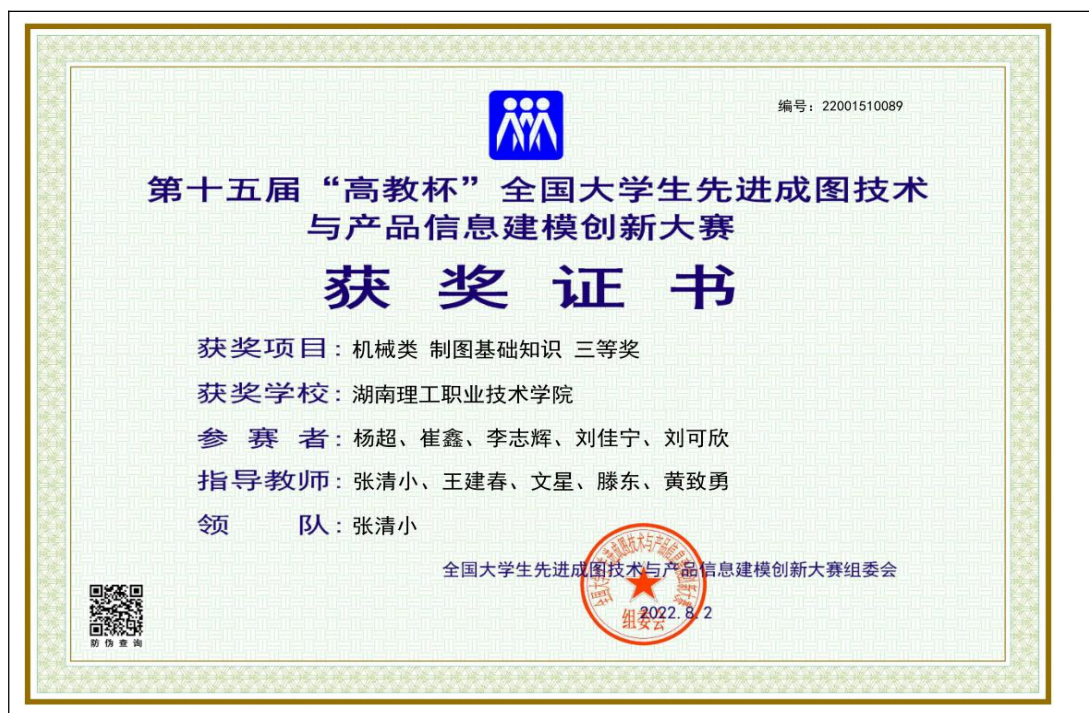 编号：22001510089
第十五届“高教杯”全国大学生先进成图技术
与产品信息建模创新大赛
获奖证书
获奖项目：机械类 制图基础知识 三等奖
获奖学校：湖南理工职业技术学院
参赛者：杨超、崔鑫、李志辉、刘佳宁、刘可欣
指导教师：张清小、王建春、文星、滕东、黄致勇
领队：张清小
全国大学生先进成图技术与产品信息建模创新大赛组委会
2022.8.2
组委会
防伪查询